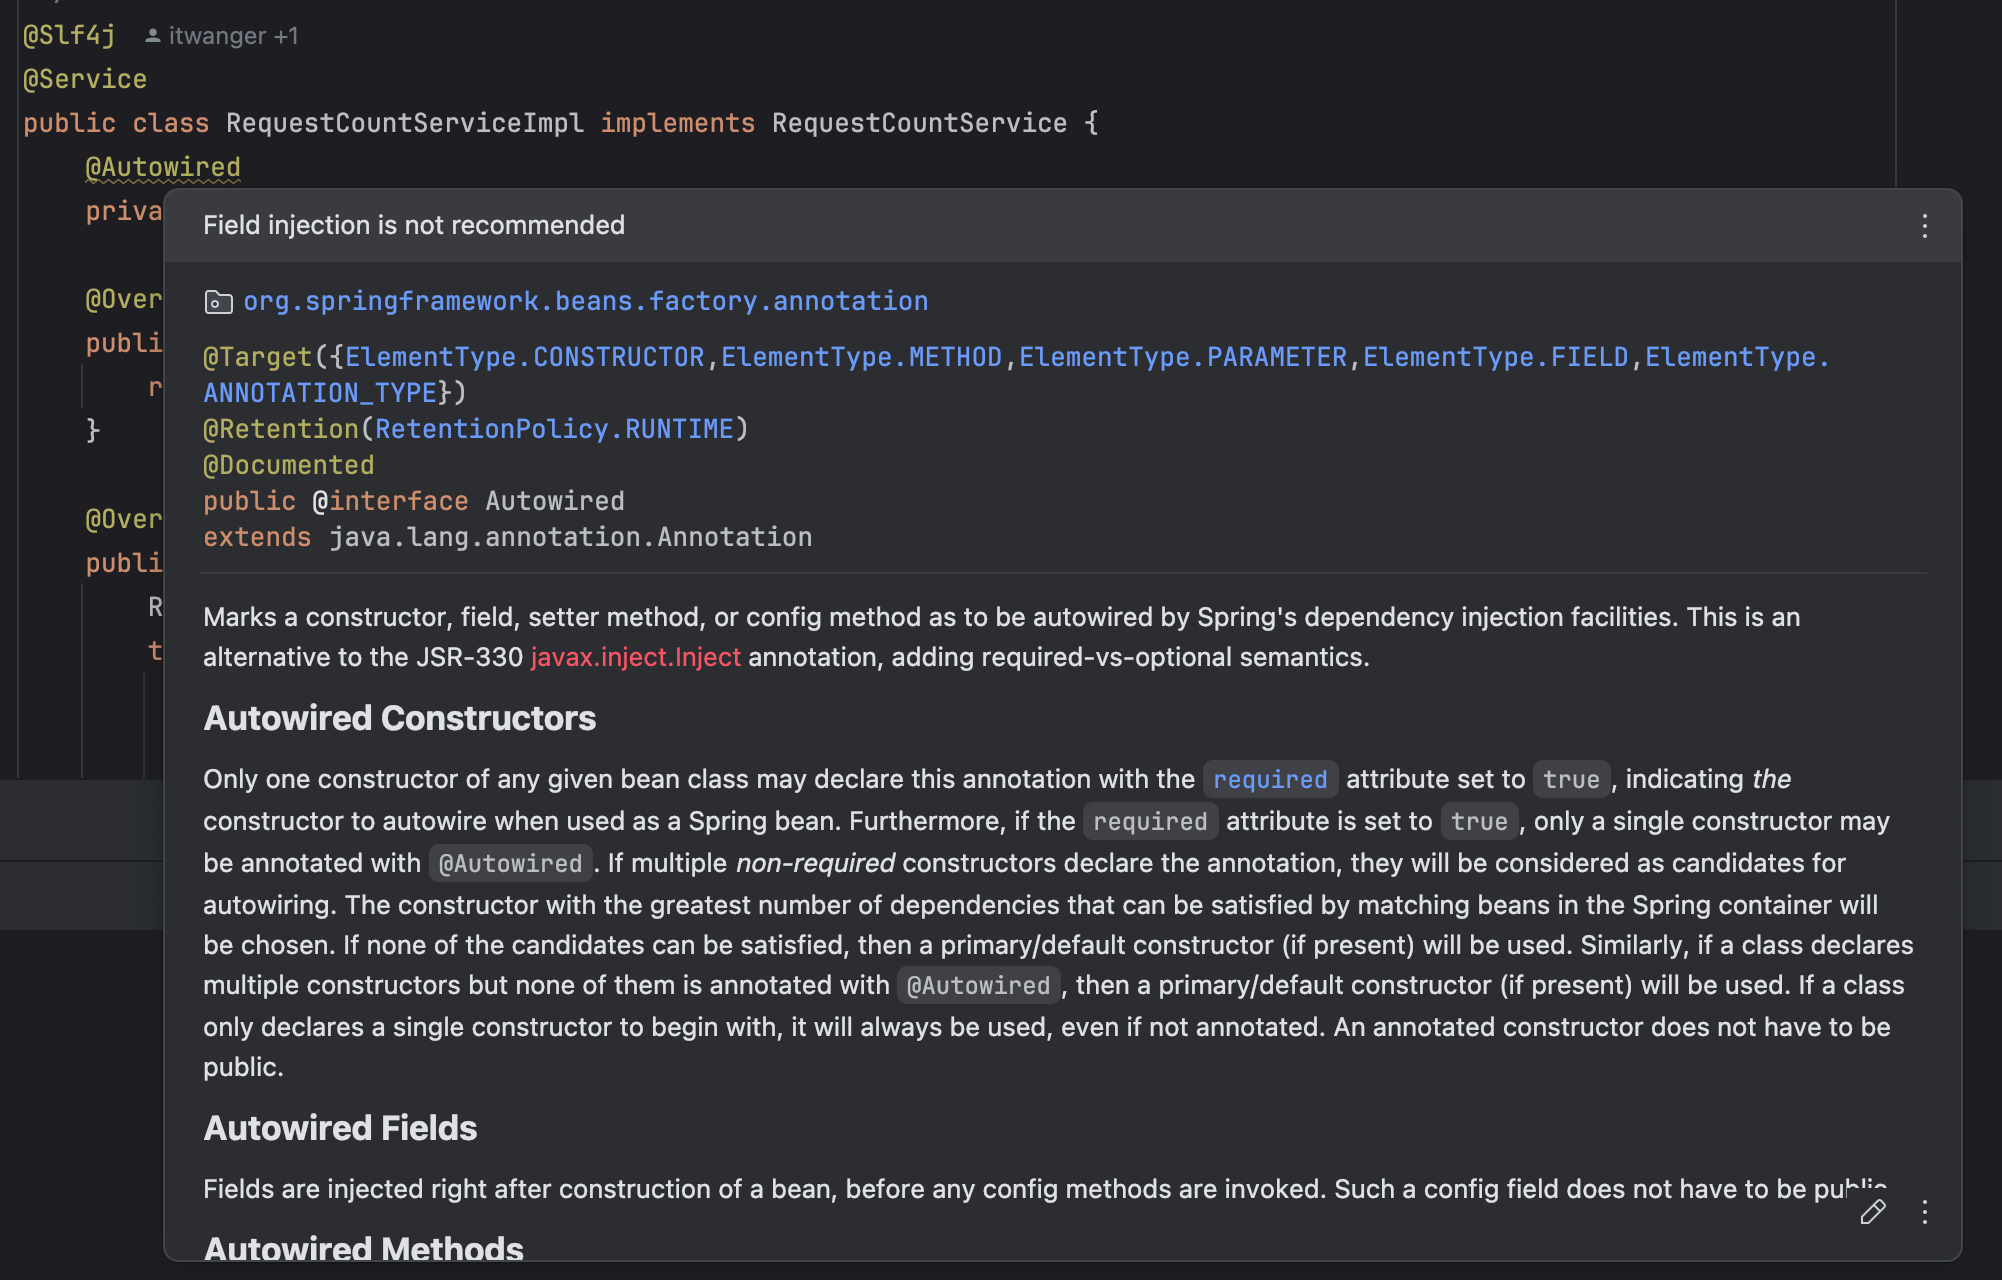 @Slf4j itwanger +1
@Service
public class RequestCountServiceImpl implements RequestCountService {
@Autowired
priva
Field injection is not recommended
@Over
publi
r
}
@Over
publi
R
t
org.springframework.beans.factory.annotation
@Target({ElementType.CONSTRUCTOR,ElementType.METHOD,ElementType.PARAMETER,ElementType.FIELD,ElementType.
ANNOTATION_TYPE})
@Retention(RetentionPolicy.RUNTIME)
@Documented
public @interface Autowired
extends java.lang.annotation.Annotation
Marks a constructor, field, setter method, or config method as to be autowired by Spring's dependency injection facilities. This is an
alternative to the JSR-330 javax.inject.Inject annotation, adding required-vs-optional semantics.
Autowired Constructors
Only one constructor of any given bean class may declare this annotation with the required attribute set to true, indicating the
constructor to autowire when used as a Spring bean. Furthermore, if the required attribute is set to true, only a single constructor may
be annotated with @Autowired. If multiple non-required constructors declare the annotation, they will be considered as candidates for
autowiring. The constructor with the greatest number of dependencies that can be satisfied by matching beans in the Spring container will
be chosen. If none of the candidates can be satisfied, then a primary/default constructor (if present) will be used. Similarly, if a class declares
multiple constructors but none of them is annotated with @Autowired, then a primary/default constructor (if present) will be used. If a class
only declares a single constructor to begin with, it will always be used, even if not annotated. An annotated constructor does not have to be
public.
Autowired Fields
Fields are injected right after construction of a bean, before any config methods are invoked. Such a config field does not have to be public.
Autowired Methods